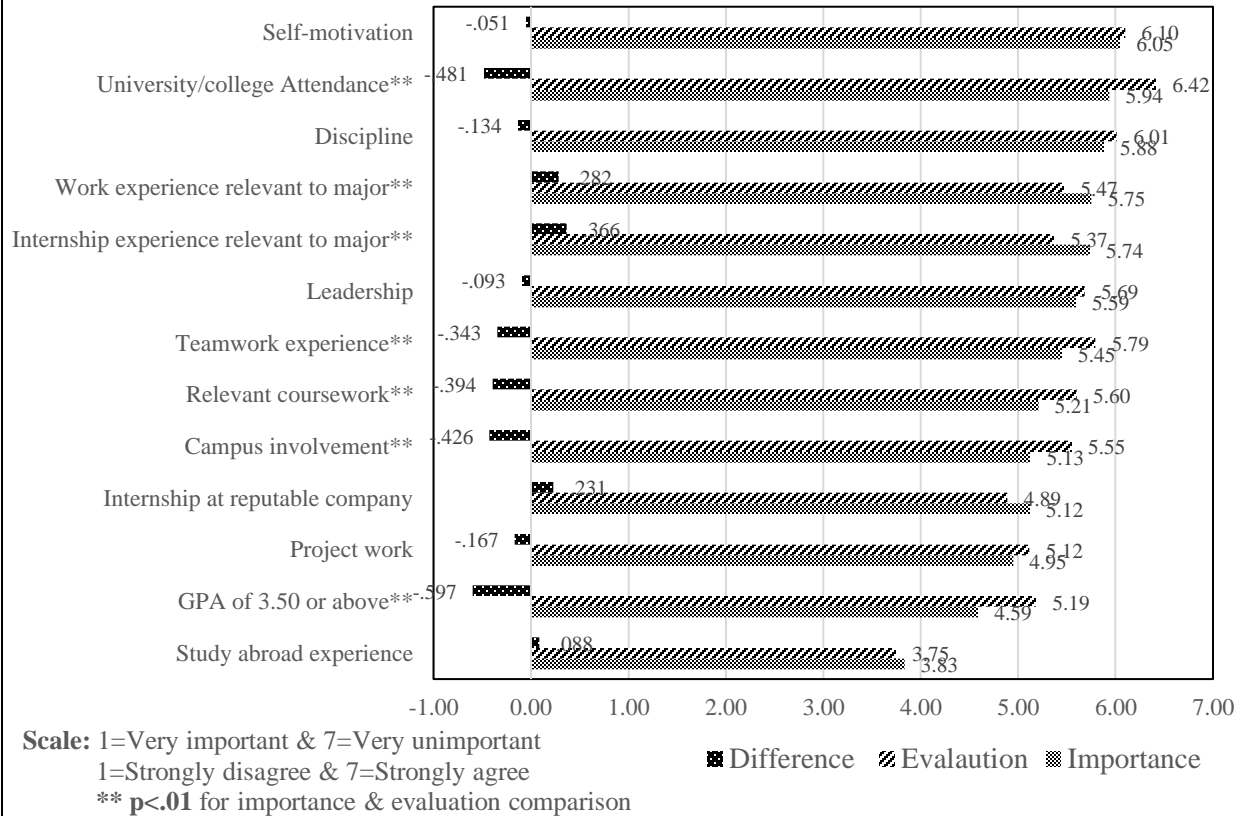 Self-motivation -.051 6.10 6.05
University/college Attendance** -.481 6.42 5.94
Discipline -.134 6.01 5.88
Work experience relevant to major** .282 5.47 5.75
Internship experience relevant to major** .366 5.37 5.74
Leadership -.093 5.69 5.59
Teamwork experience** -.343 5.79 5.45
Relevant coursework** -.394 5.60 5.21
Campus involvement** -.426 5.55 5.13
Internship at reputable company .231 4.89 5.12
Project work -.167 5.12 4.95
GPA of 3.50 or above** -.597 5.19 4.59
Study abroad experience .088 3.75 3.83
-1.00 0.00 1.00 2.00 3.00 4.00 5.00 6.00 7.00
Scale: 1=Very important & 7=Very unimportant
1=Strongly disagree & 7=Strongly agree
** p<.01 for importance & evaluation comparison
Difference Evalaution Importance